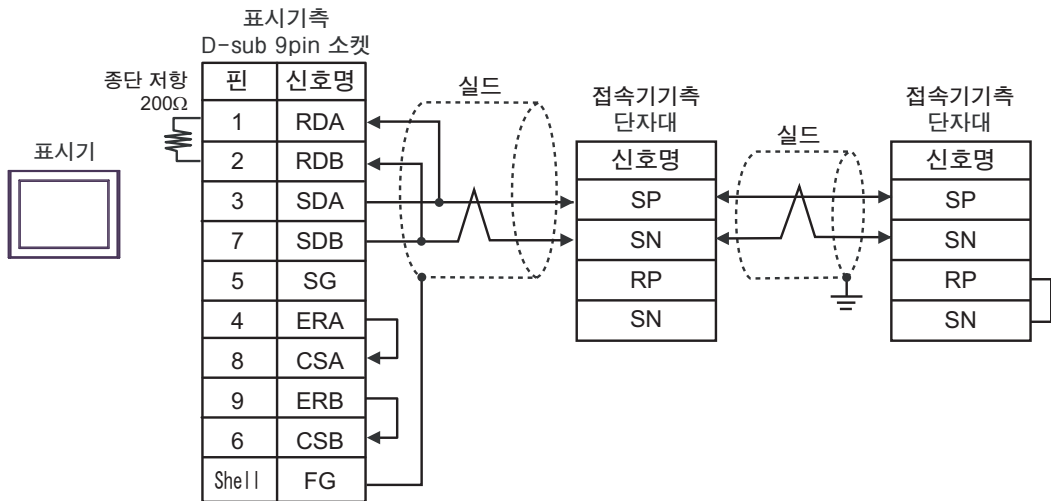 표시기측
D-sub 9pin 소켓
종단 저항
200Ω
표시기
핀 신호명
1 RDA
2 RDB
3 SDA
7 SDB
5 SG
4 ERA
8 CSA
9 ERB
6 CSB
Shell FG
실드
접속기기측
단자대
신호명
SP
SN
RP
SN
실드
접속기기측
단자대
신호명
SP
SN
RP
SN